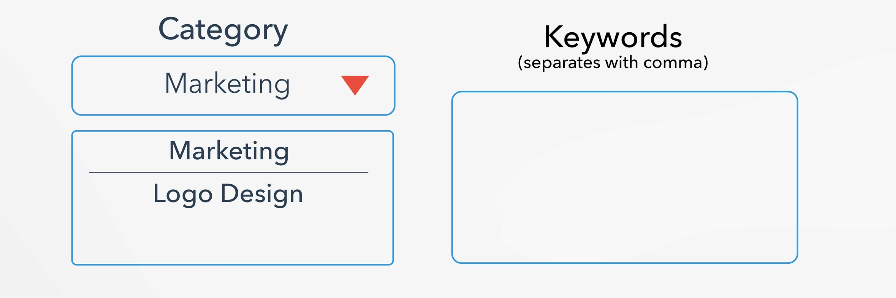 Category
Marketing
Marketing
Logo Design
Keywords
(separates with comma)